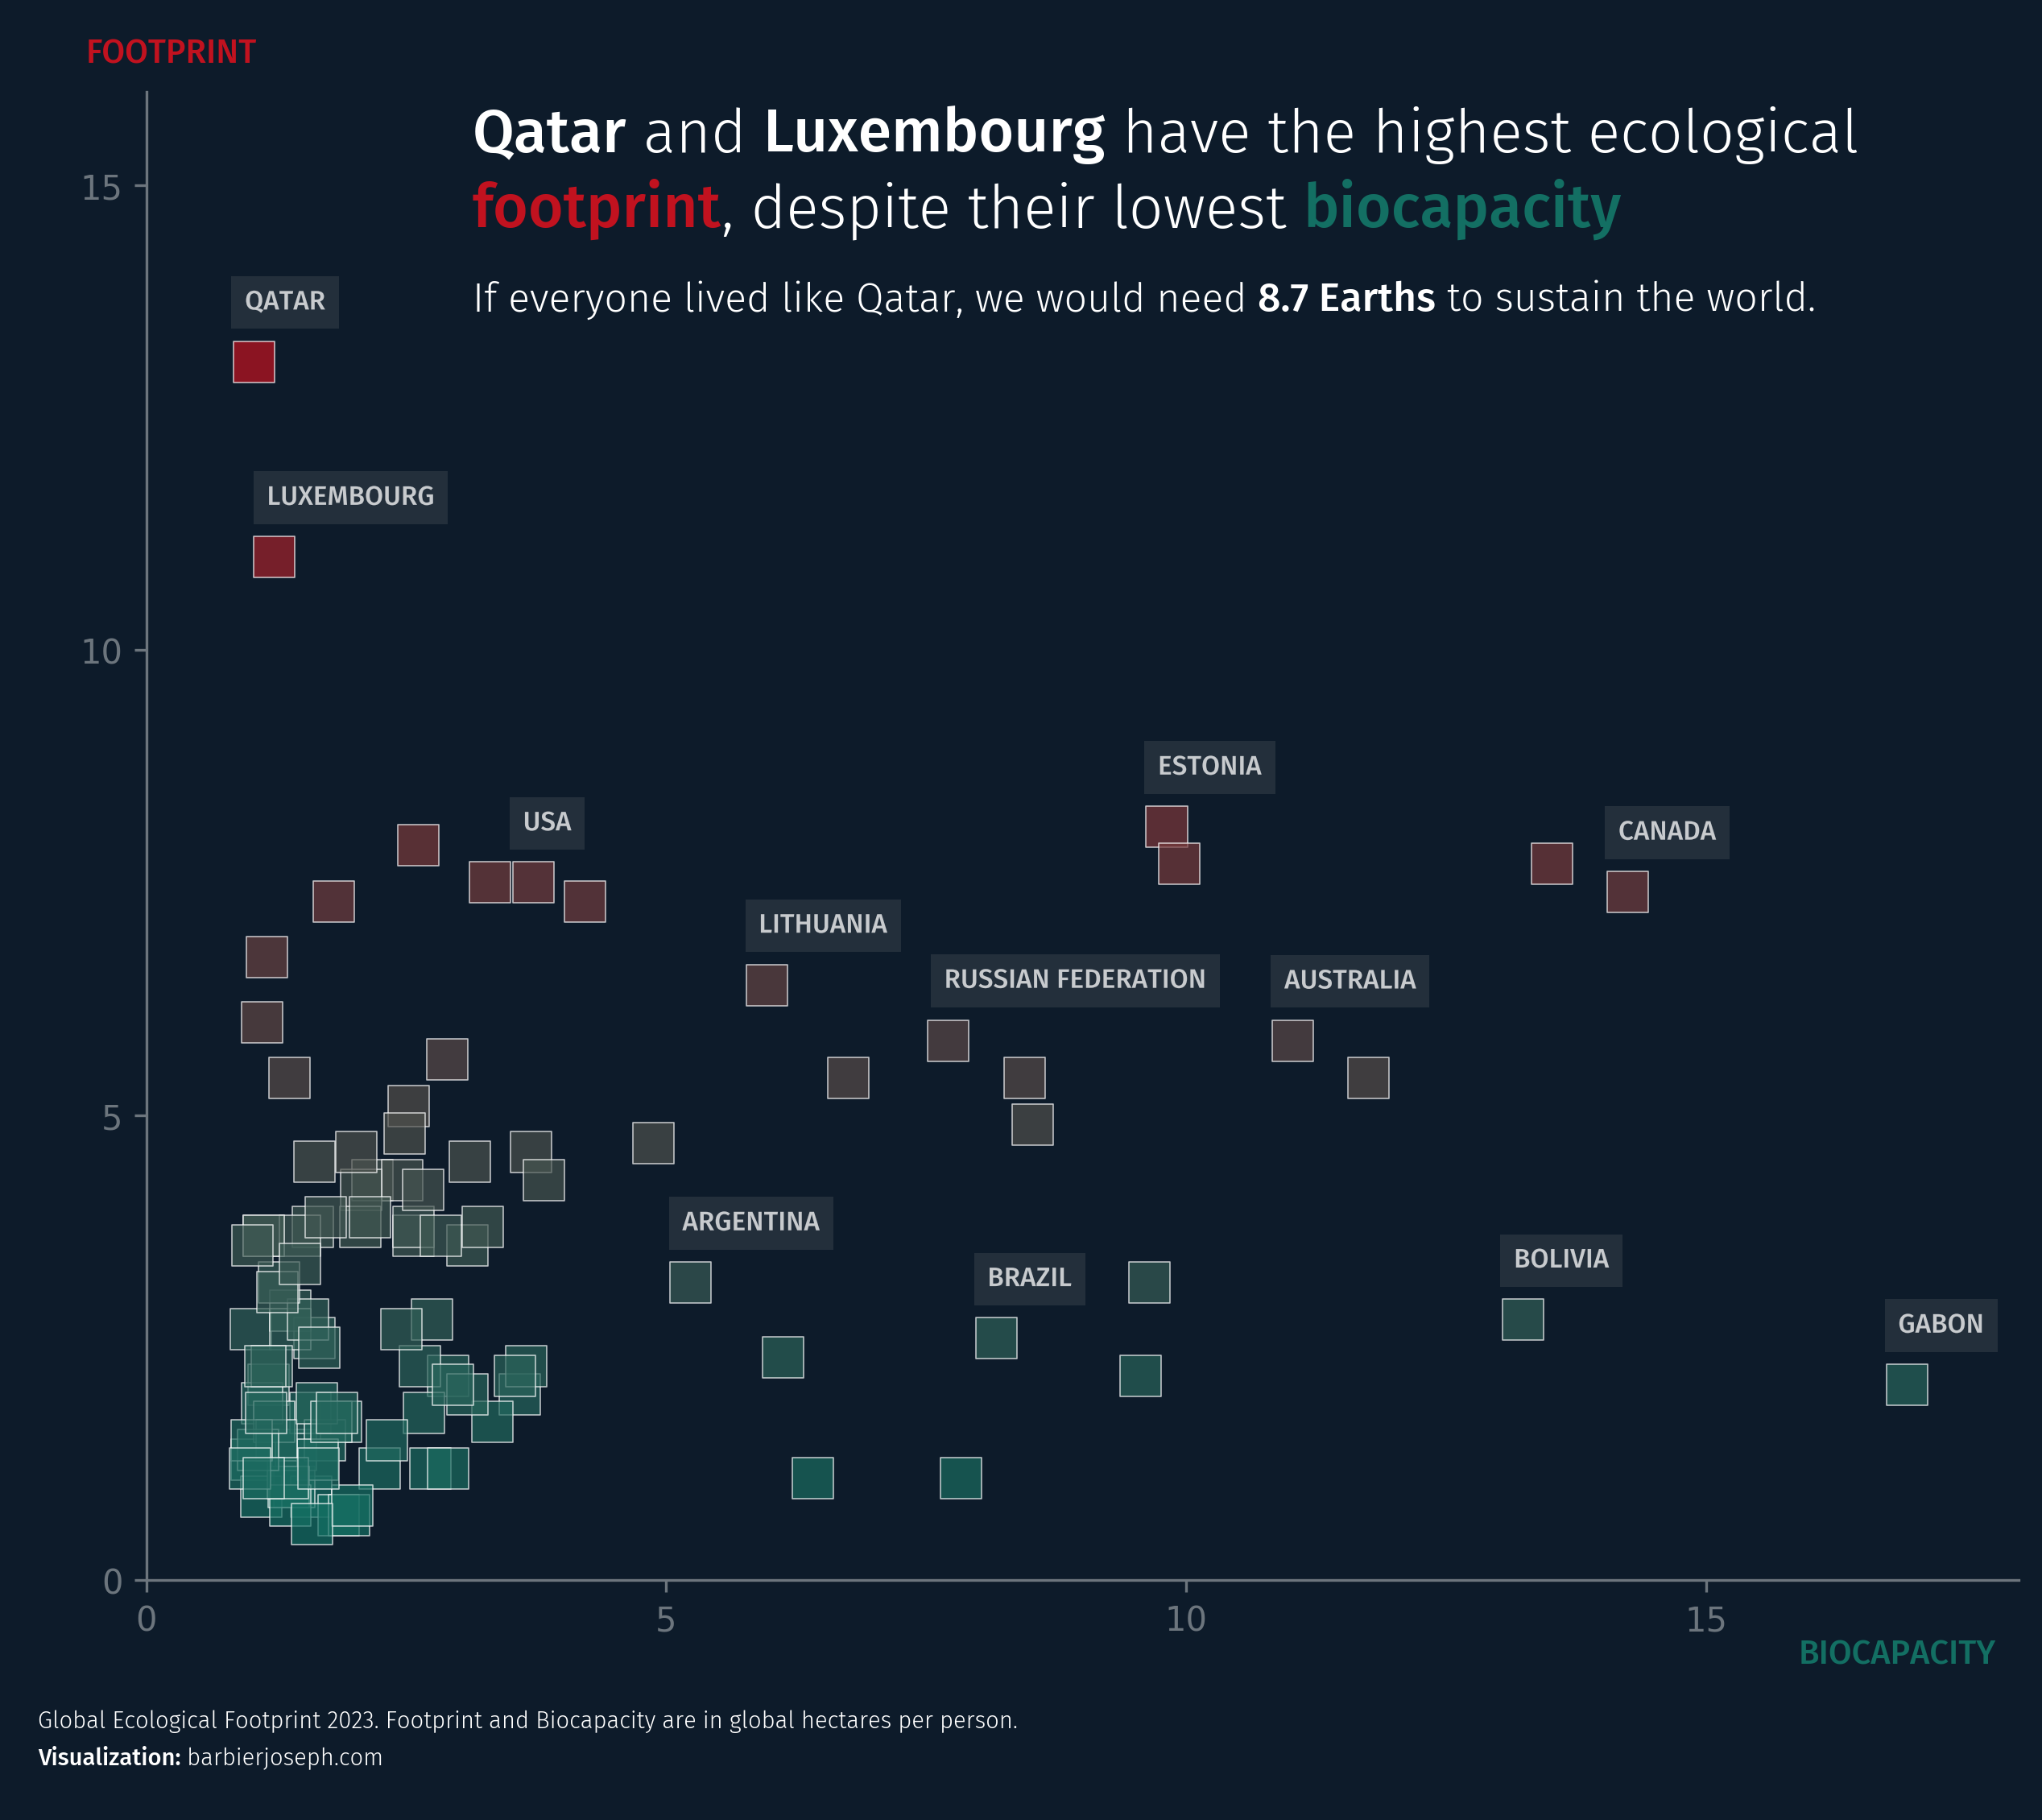 FOOTPRINT
Qatar and Luxembourg have the highest ecological
footprint, despite their lowest biocapacity
If everyone lived like Qatar, we would need 8.7 Earths to sustain the world.
15
QATAR
LUXEMBOURG
10
ESTONIA
USA
CANADA
LITHUANIA
RUSSIAN FEDERATION
AUSTRALIA
5
ARGENTINA
BRAZIL
BOLIVIA
GABON
0
0 5 10 15
BIOCAPACITY
Global Ecological Footprint 2023. Footprint and Biocapacity are in global hectares per person.
Visualization: barbierjoseph.com